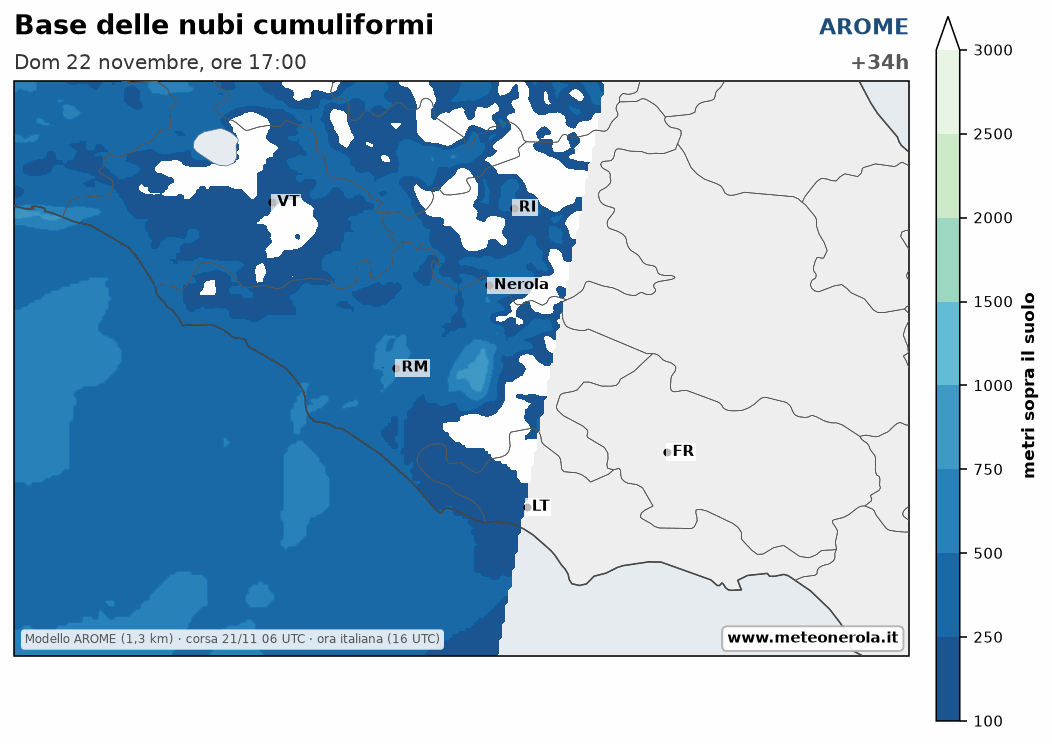 Base delle nubi cumuliformi
AROME
Dom 22 novembre, ore 17:00
+34h
3000
2500
2000
1500
1000
750
500
250
100
metri sopra il suolo
VT
RI
Nerola
RM
FR
LT
Modello AROME (1,3 km) · corsa 21/11 06 UTC · ora italiana (16 UTC)
www.meteonerola.it